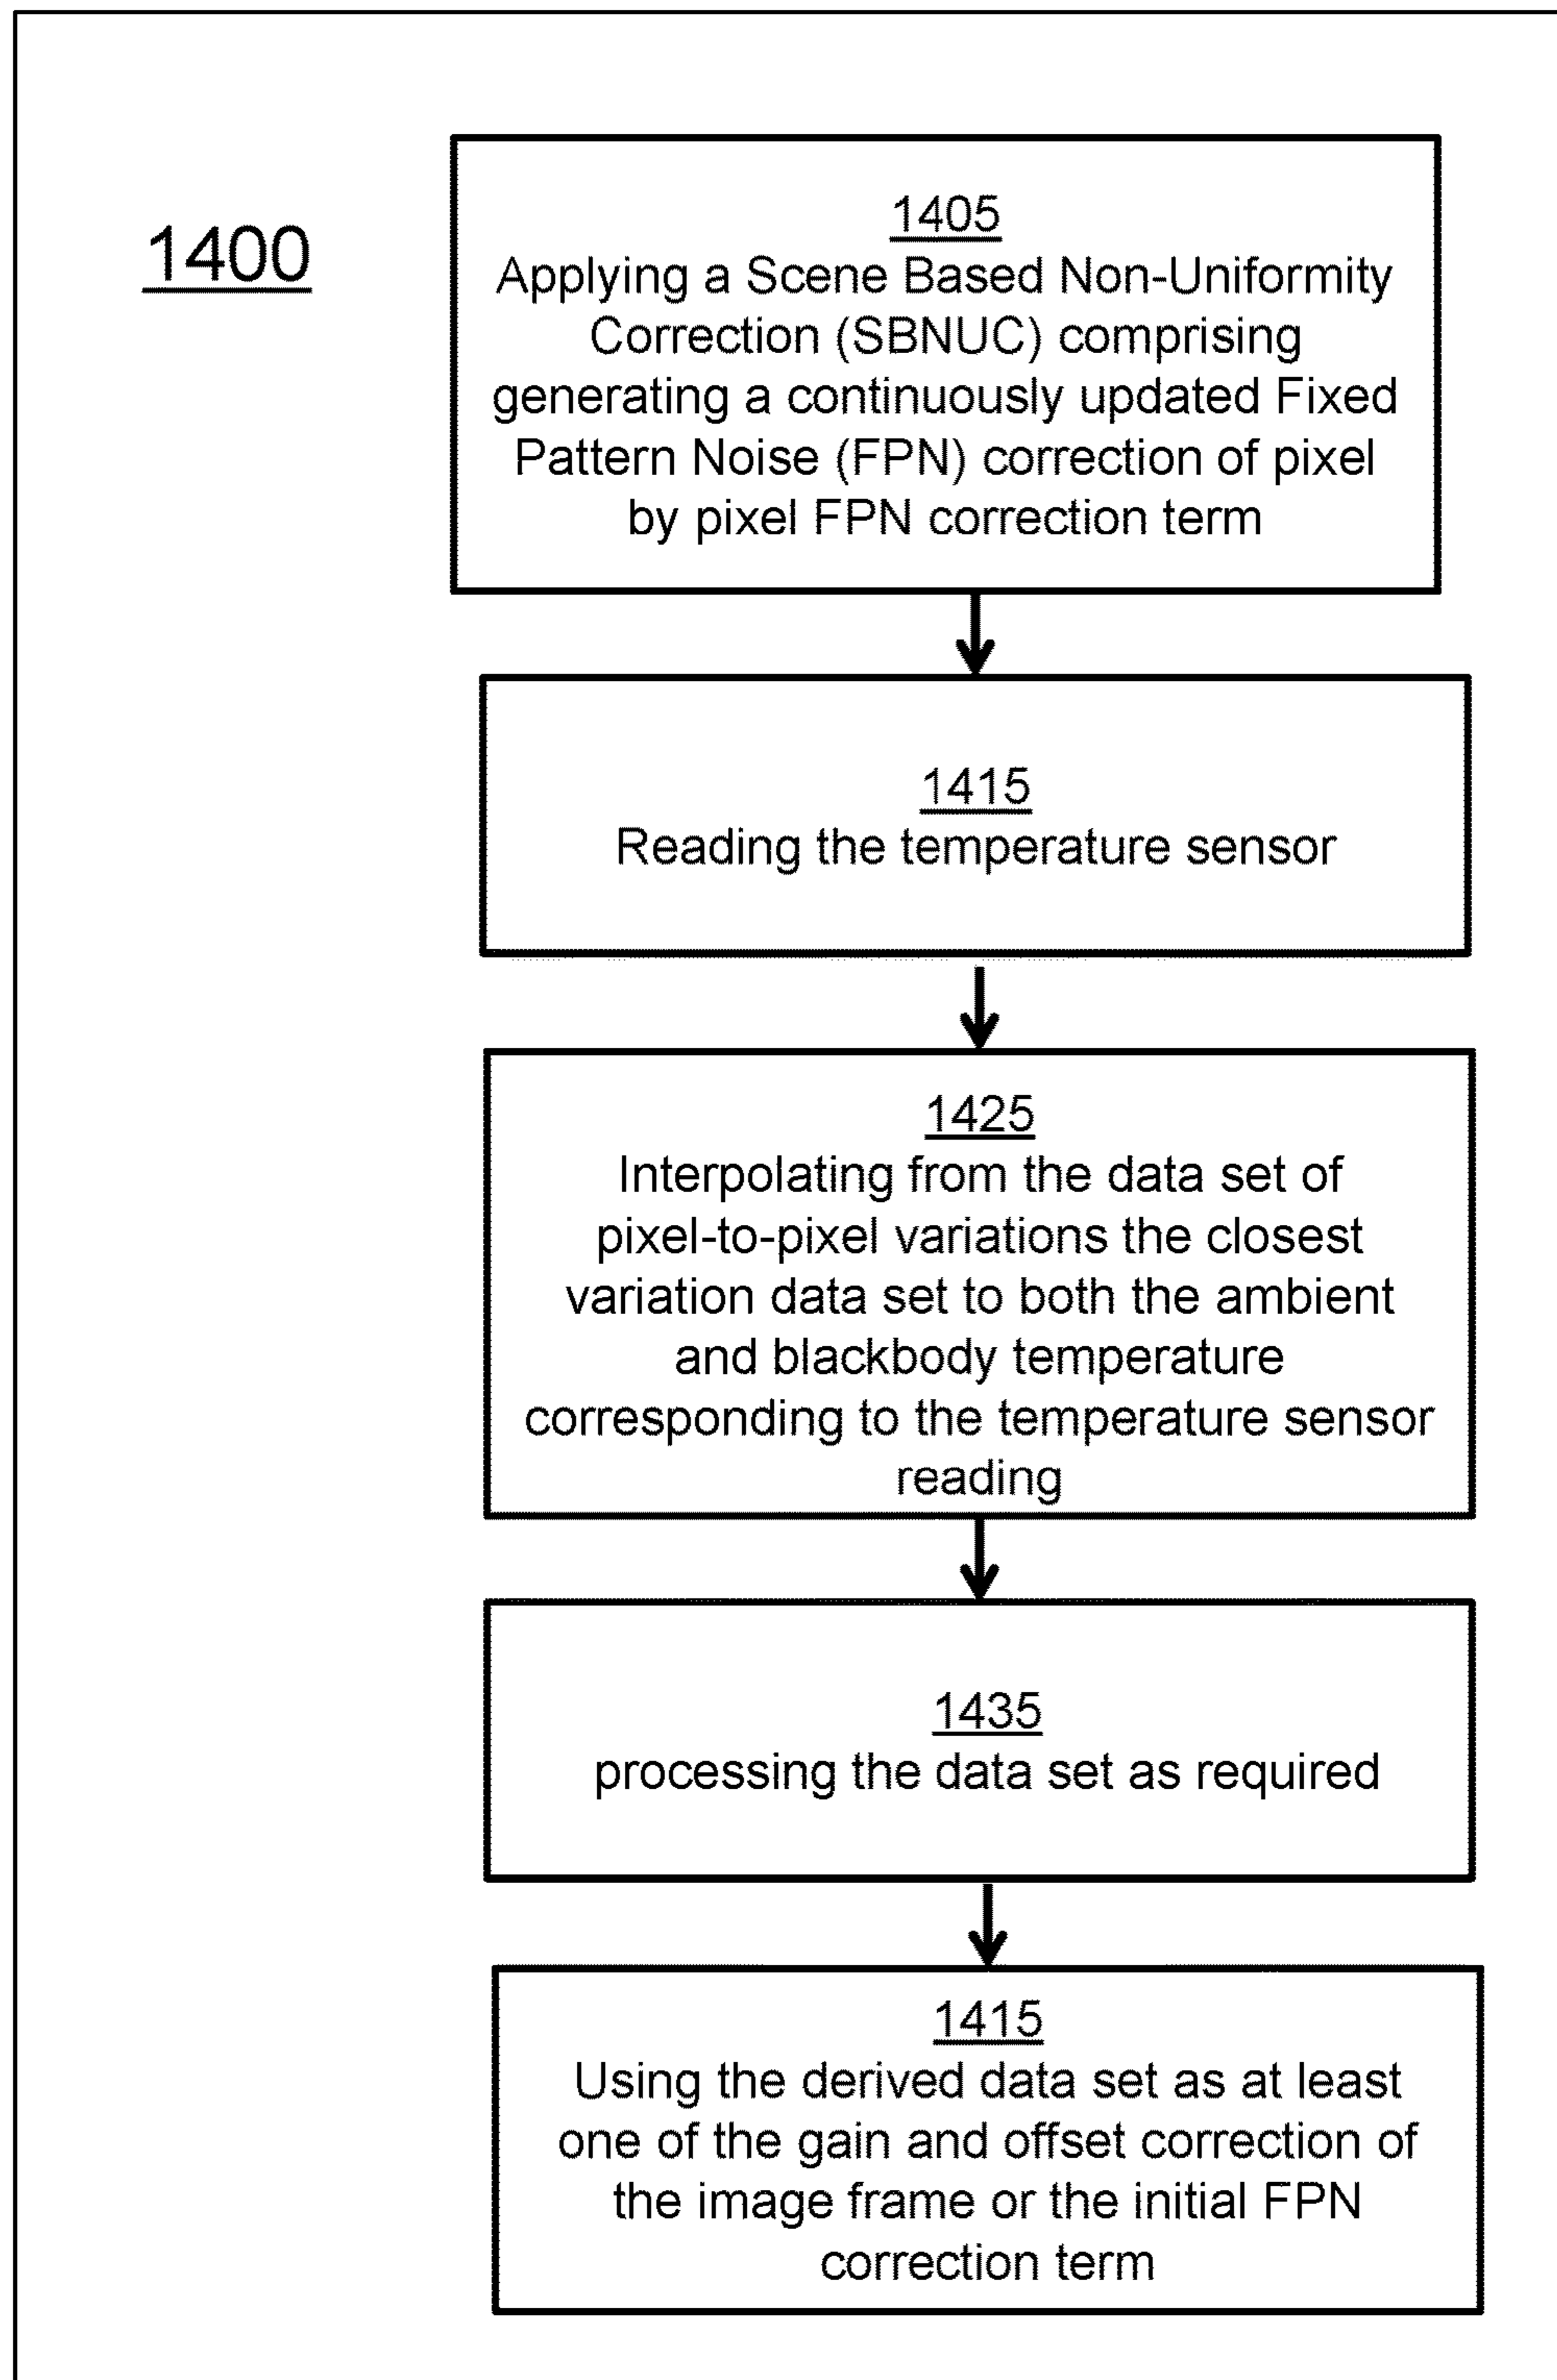 1400
1405
Applying a Scene Based Non-Uniformity
Correction (SBNUC) comprising
generating a continuously updated Fixed
Pattern Noise (FPN) correction of pixel
by pixel FPN correction term
1415
Reading the temperature sensor
1425
Interpolating from the data set of
pixel-to-pixel variations the closest
variation data set to both the ambient
and blackbody temperature
corresponding to the temperature sensor
reading
1435
processing the data set as required
1415
Using the derived data set as at least
one of the gain and offset correction of
the image frame or the initial FPN
correction term